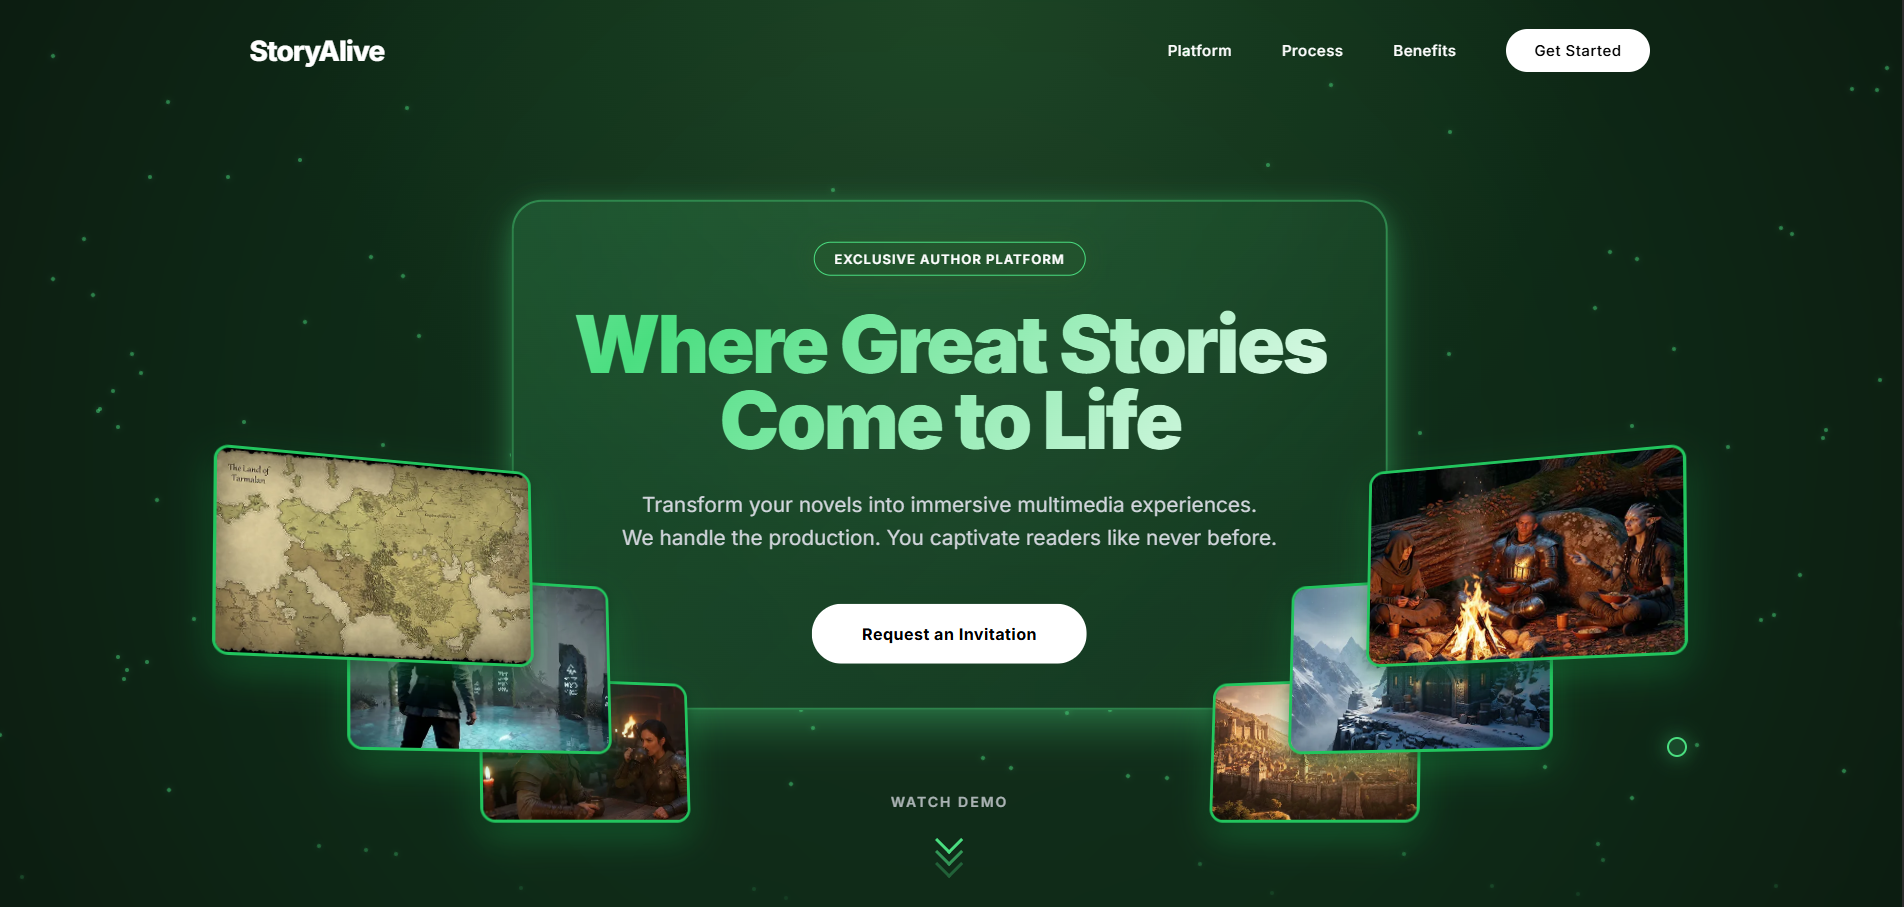 StoryAlive
Platform
Process
Benefits
Get Started
EXCLUSIVE AUTHOR PLATFORM
Where Great Stories
Come to Life
The Land of
Tarmalan
Transform your novels into immersive multimedia experiences.
We handle the production. You captivate readers like never before.
Request an Invitation
WATCH DEMO